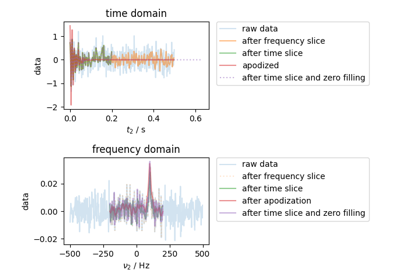 time domain
1
0
−1
−2
data
0.0 0.2 0.4 0.6
t₂ / s
raw data
after frequency slice
after time slice
apodized
after time slice and zero filling
frequency domain
0.02
0.00
−0.02
data
−500 −250 0 250 500
ν₂ / Hz
raw data
after frequency slice
after time slice
after apodization
after time slice and zero filling